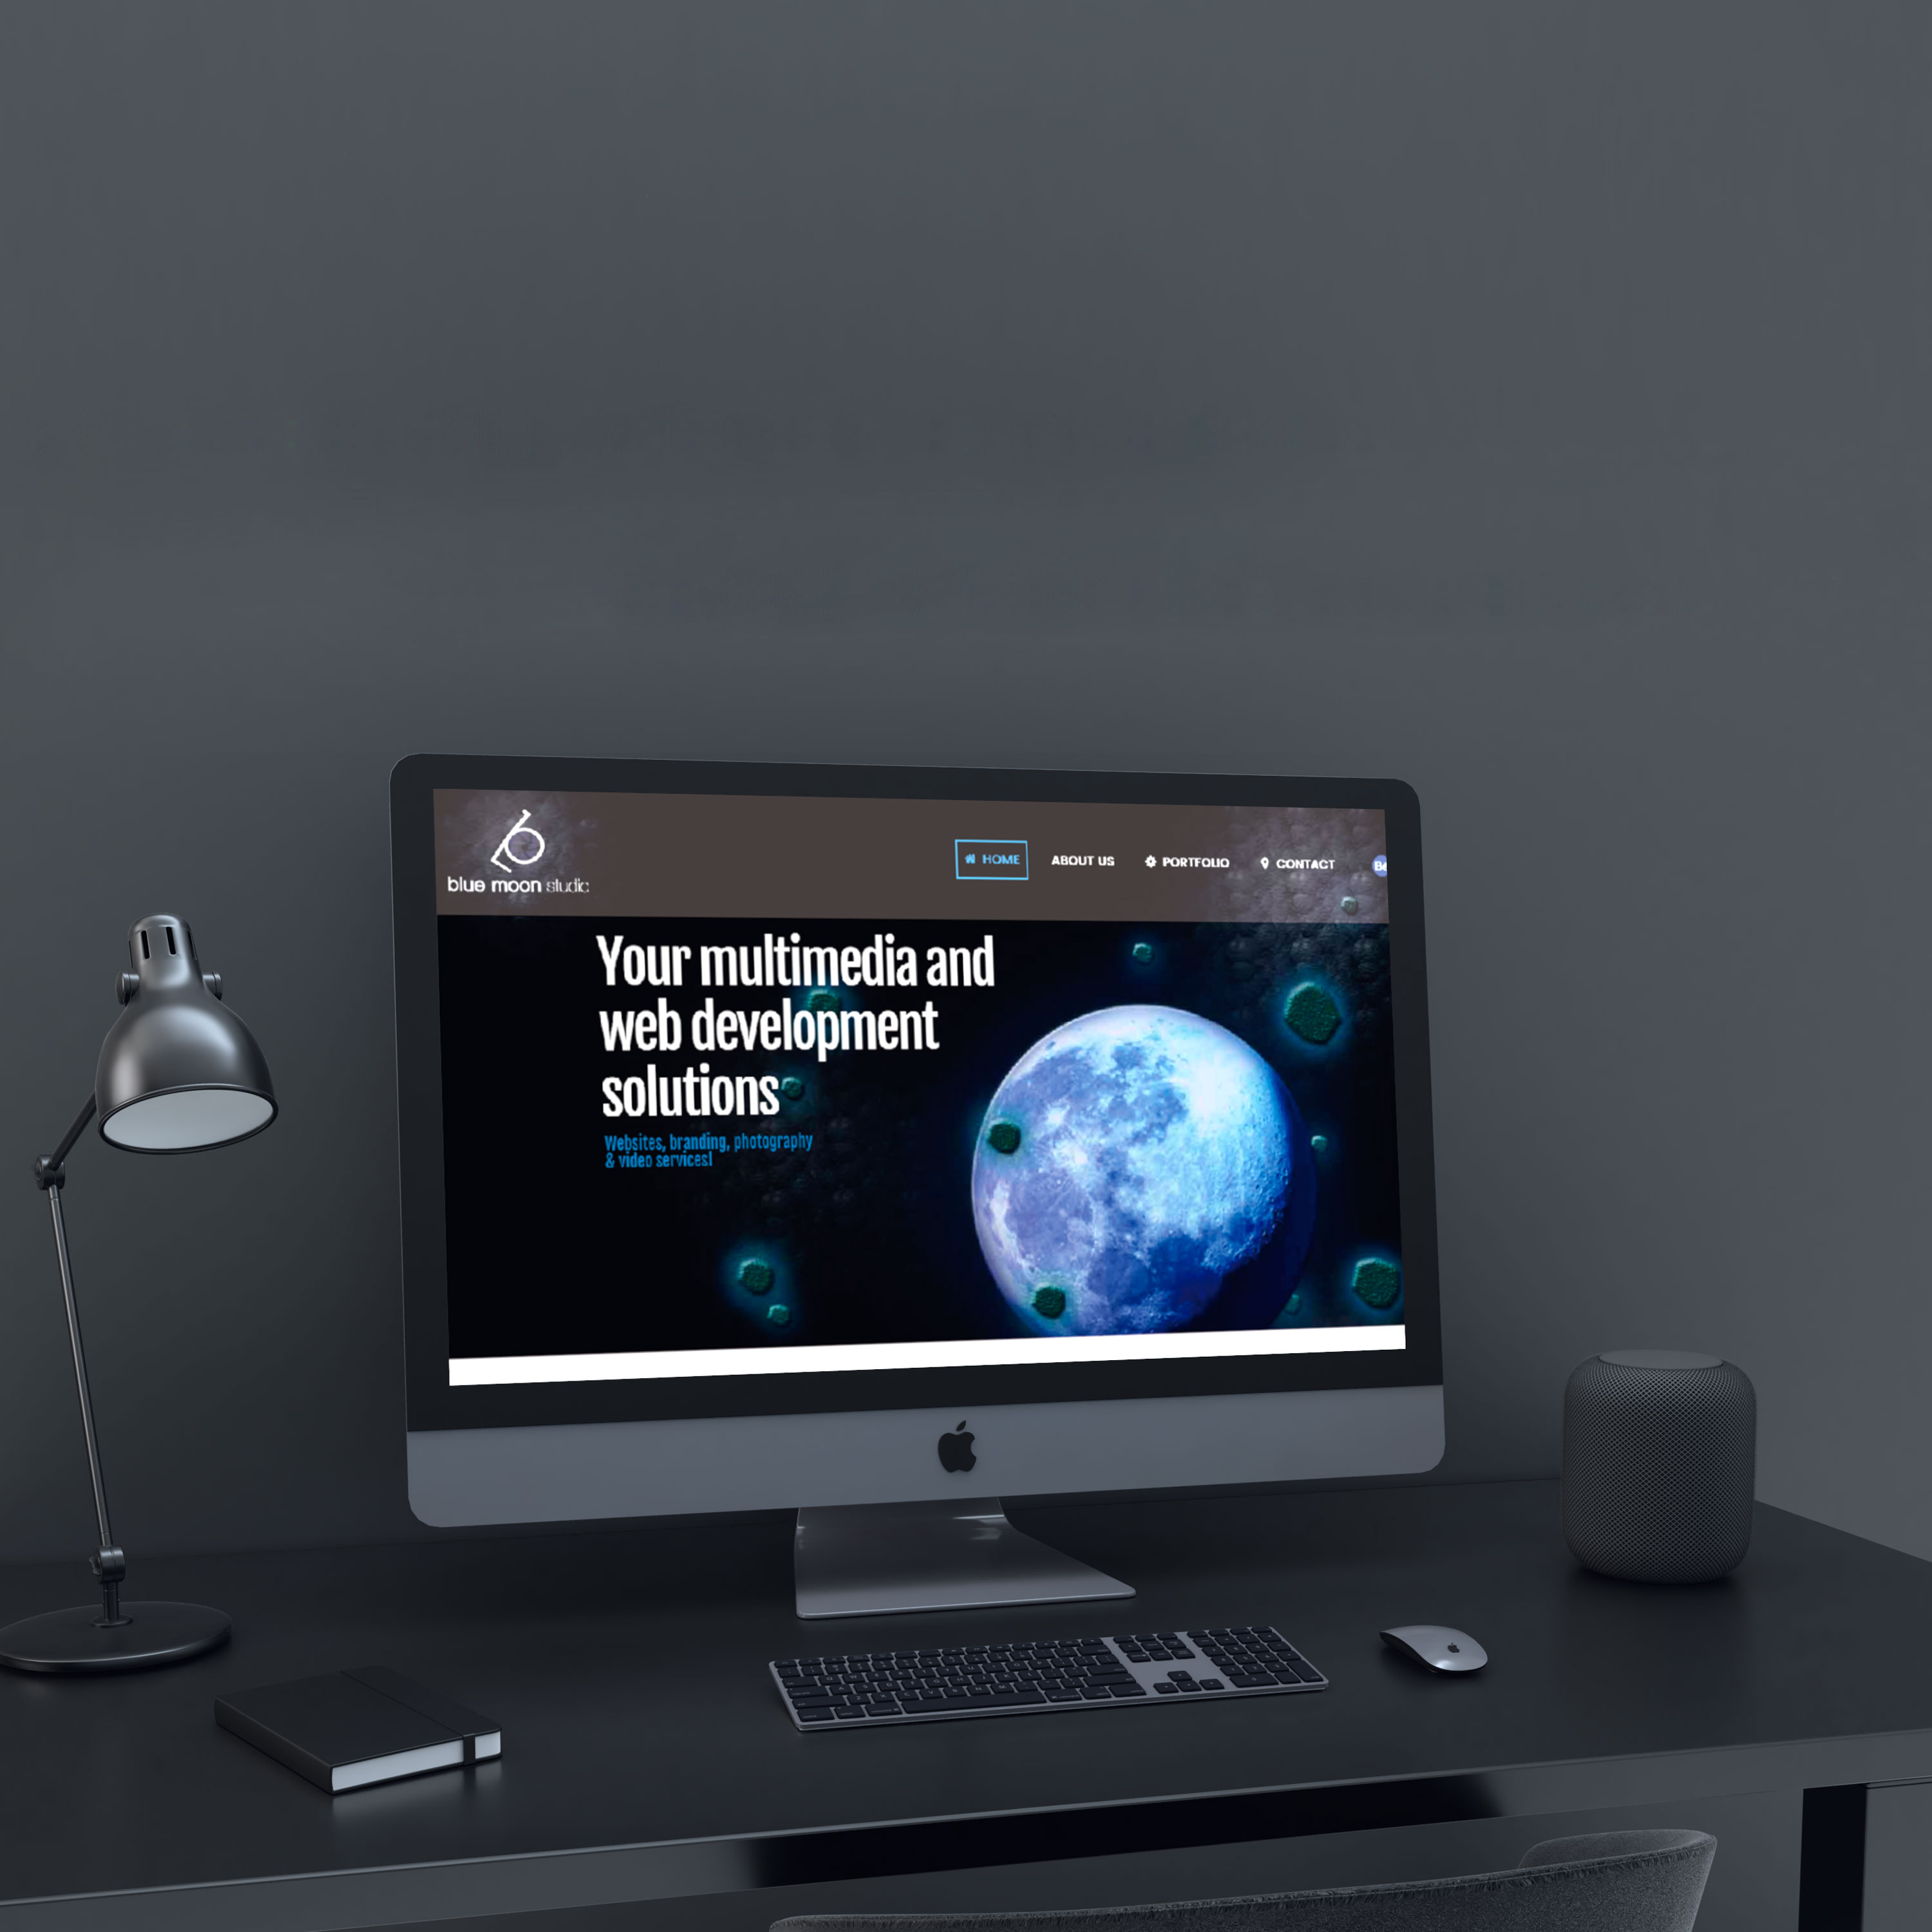 blue moon studio
HOME
ABOUT US
PORTFOLIO
CONTACT
Be
Your multimedia and
web development
solutions
Websites, branding, photography
& video services!